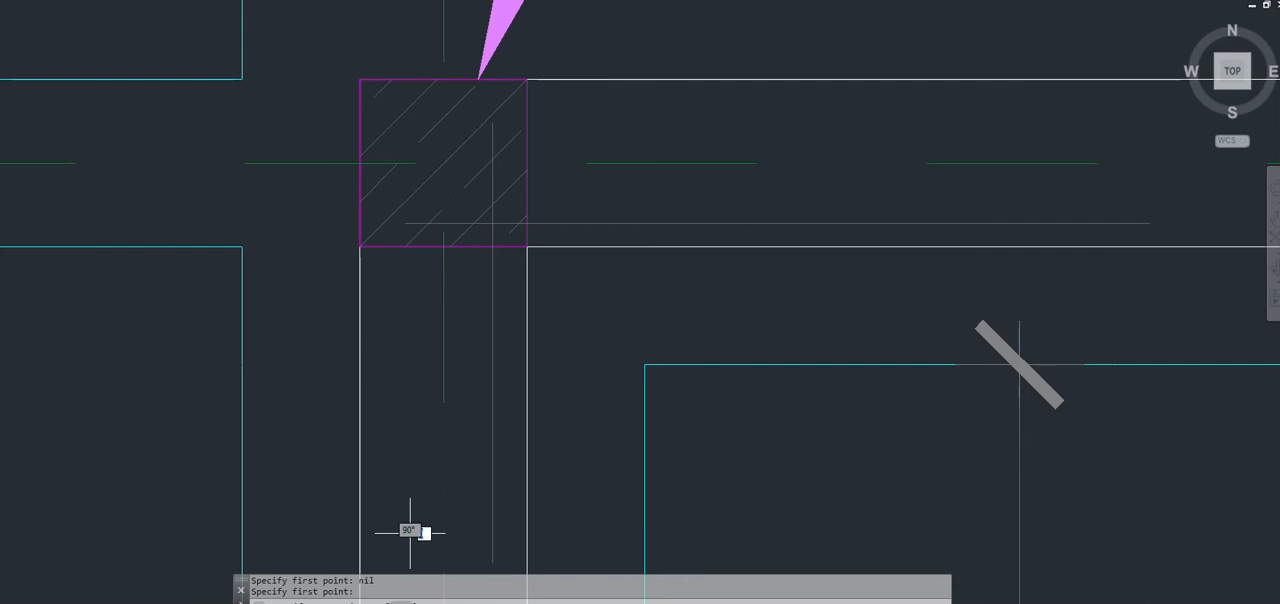 N
W
TOP
E
S
WCS
90°
Specify first point: nil
Specify first point: